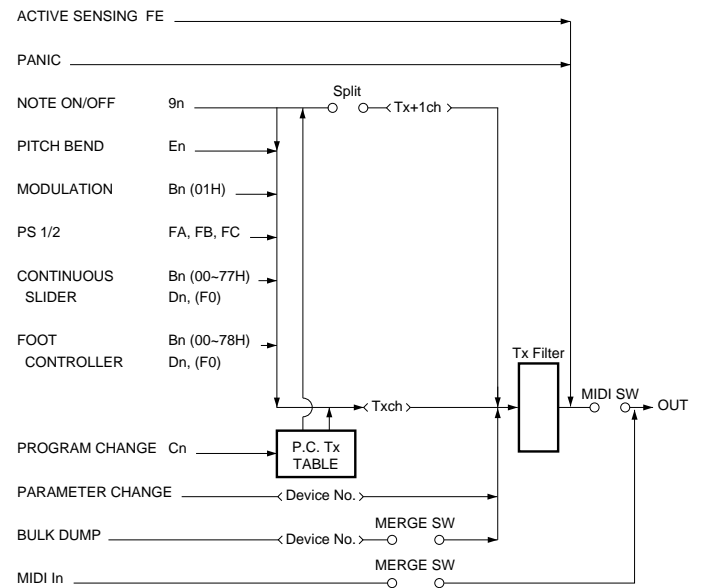 ACTIVE SENSING FE
PANIC
NOTE ON/OFF 9n Split Tx+1ch
PITCH BEND En
MODULATION Bn (01H)
PS 1/2 FA, FB, FC
CONTINUOUS Bn (00~77H)
SLIDER Dn, (F0)
FOOT Bn (00~78H)
CONTROLLER Dn, (F0)
Tx Filter
MIDI SW
Txch OUT
PROGRAM CHANGE Cn P.C. Tx
TABLE
PARAMETER CHANGE Device No.
BULK DUMP Device No. MERGE SW
MIDI In MERGE SW